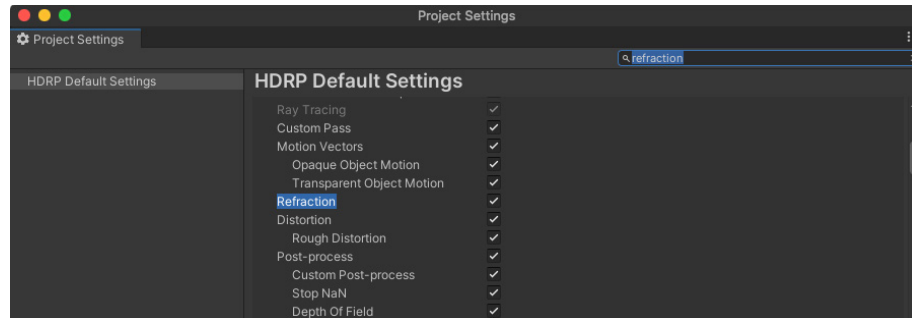 Project Settings
Project Settings
refraction
HDRP Default Settings
HDRP Default Settings
Ray Tracing
Custom Pass
Motion Vectors
Opaque Object Motion
Transparent Object Motion
Refraction
Distortion
Rough Distortion
Post-process
Custom Post-process
Stop NaN
Depth Of Field